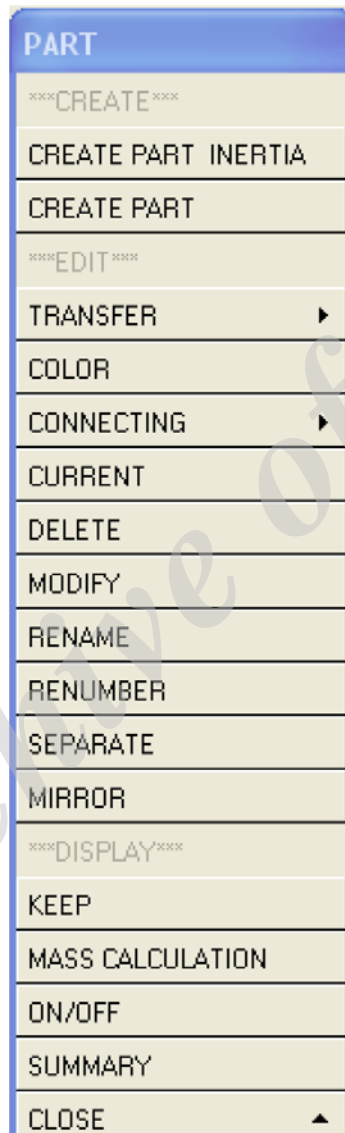 PART
***CREATE***
CREATE PART INERTIA
CREATE PART
***EDIT***
TRANSFER
COLOR
CONNECTING
CURRENT
DELETE
MODIFY
RENAME
RENUMBER
SEPARATE
MIRROR
***DISPLAY***
KEEP
MASS CALCULATION
ON/OFF
SUMMARY
CLOSE